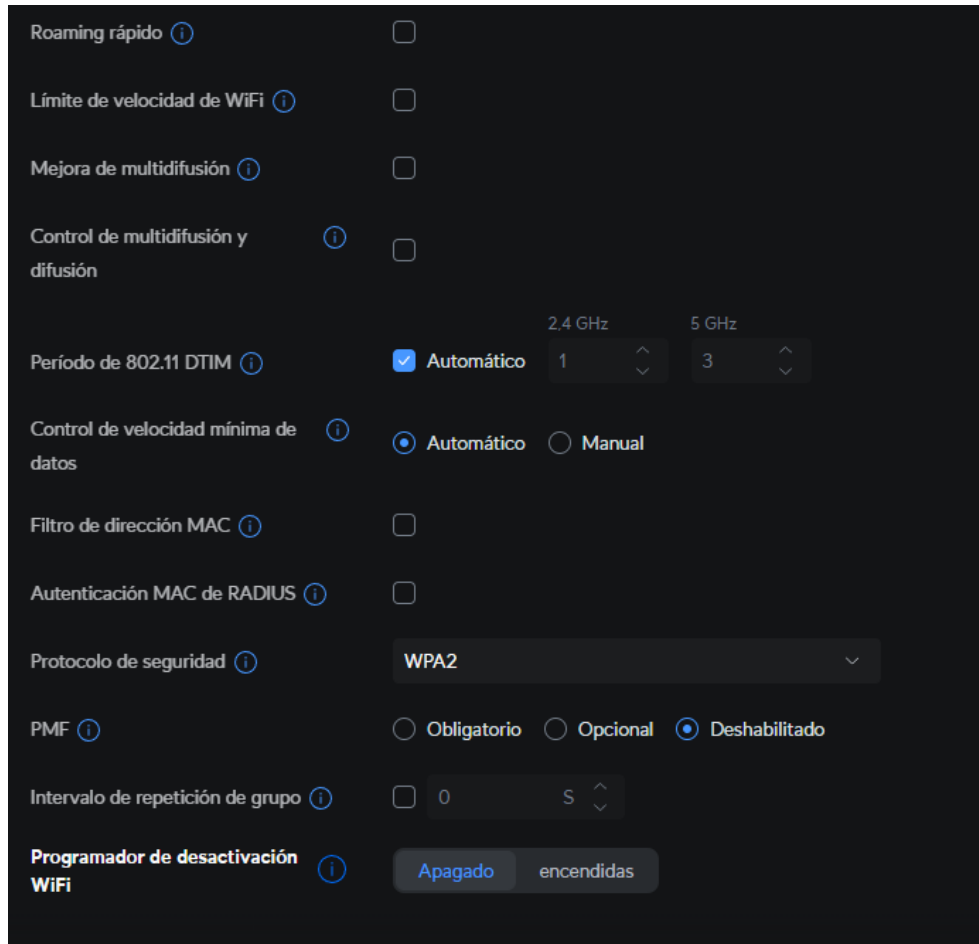 Roaming rápido
Límite de velocidad de WiFi
Mejora de multidifusión
Control de multidifusión y
difusión
2,4 GHz 5 GHz
Período de 802.11 DTIM Automático 1 3
Control de velocidad mínima de
datos
Automático Manual
Filtro de dirección MAC
Autenticación MAC de RADIUS
Protocolo de seguridad WPA2
PMF Obligatorio Opcional Deshabilitado
Intervalo de repetición de grupo 0 S
Programador de desactivación
WiFi
Apagado encendidas